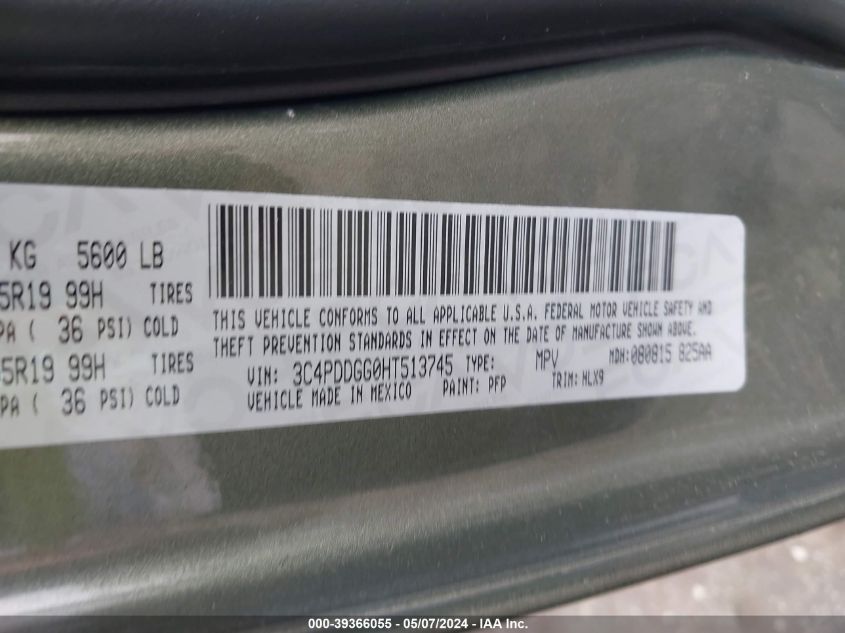 KG 5600 LB
5R19 99H TIRES
PA ( 36 PSI) COLD
5R19 99H TIRES
PA ( 36 PSI) COLD
THIS VEHICLE CONFORMS TO ALL APPLICABLE U.S.A. FEDERAL MOTOR VEHICLE SAFETY AND
THEFT PREVENTION STANDARDS IN EFFECT ON THE DATE OF MANUFACTURE SHOWN ABOVE.
VIN: 3C4PDDGG0HT513745 TYPE: MPV MDH: 080815 825AA
VEHICLE MADE IN MEXICO PAINT: PFP TRIM: HLX9
000-39366055 - 05/07/2024 - IAA Inc.